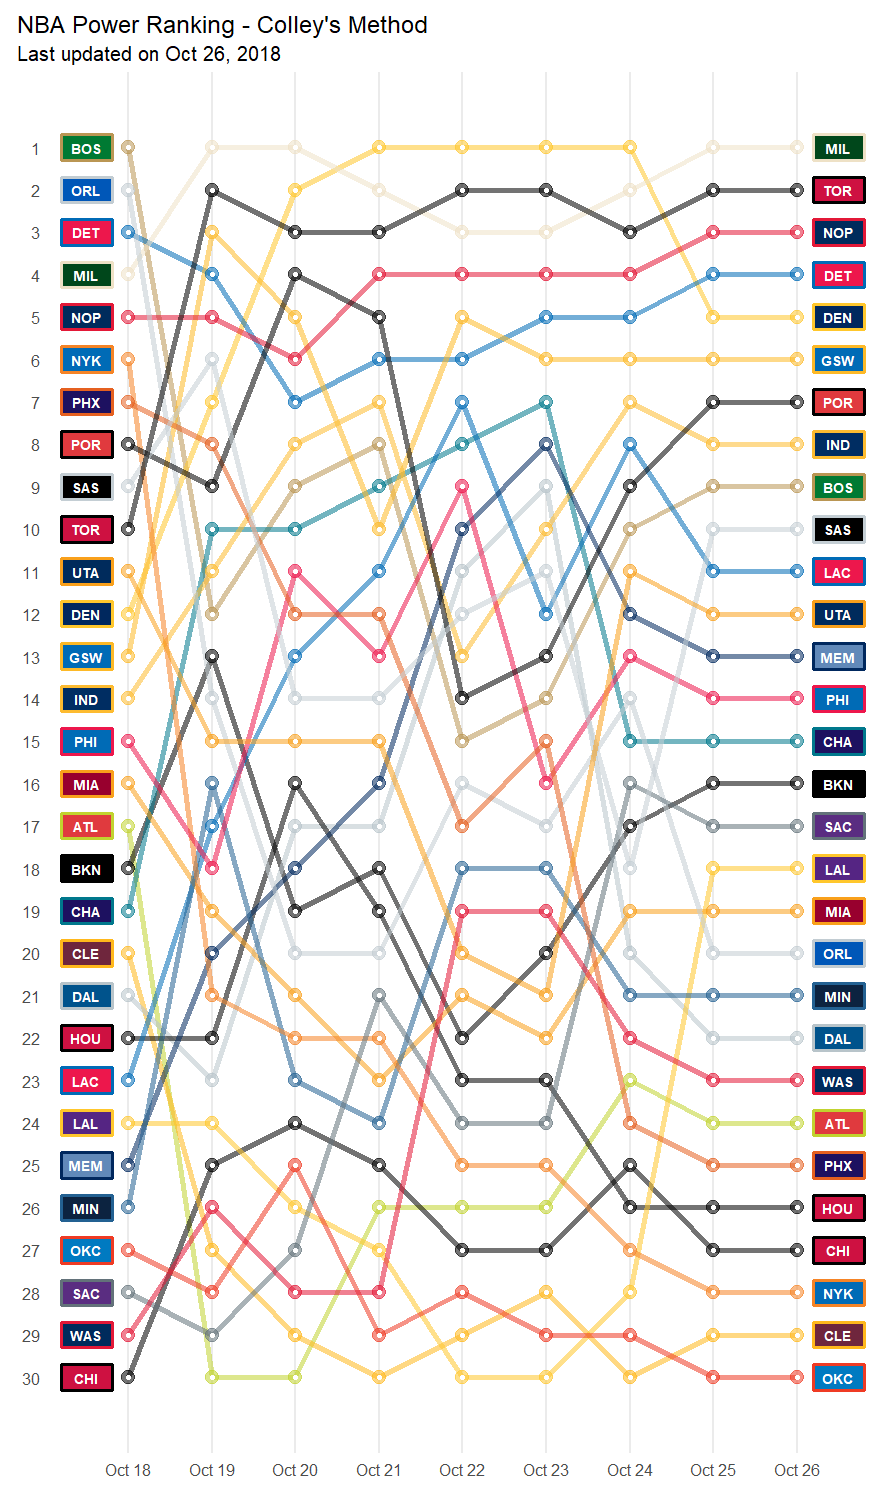 NBA Power Ranking - Colley's Method
Last updated on Oct 26, 2018
1 BOS MIL
2 ORL TOR
3 DET NOP
4 MIL DET
5 NOP DEN
6 NYK GSW
7 PHX POR
8 POR IND
9 SAS BOS
10 TOR SAS
11 UTA LAC
12 DEN UTA
13 GSW MEM
14 IND PHI
15 PHI CHA
16 MIA BKN
17 ATL SAC
18 BKN LAL
19 CHA MIA
20 CLE ORL
21 DAL MIN
22 HOU DAL
23 LAC WAS
24 LAL ATL
25 MEM PHX
26 MIN HOU
27 OKC CHI
28 SAC NYK
29 WAS CLE
30 CHI OKC
Oct 18 Oct 19 Oct 20 Oct 21 Oct 22 Oct 23 Oct 24 Oct 25 Oct 26